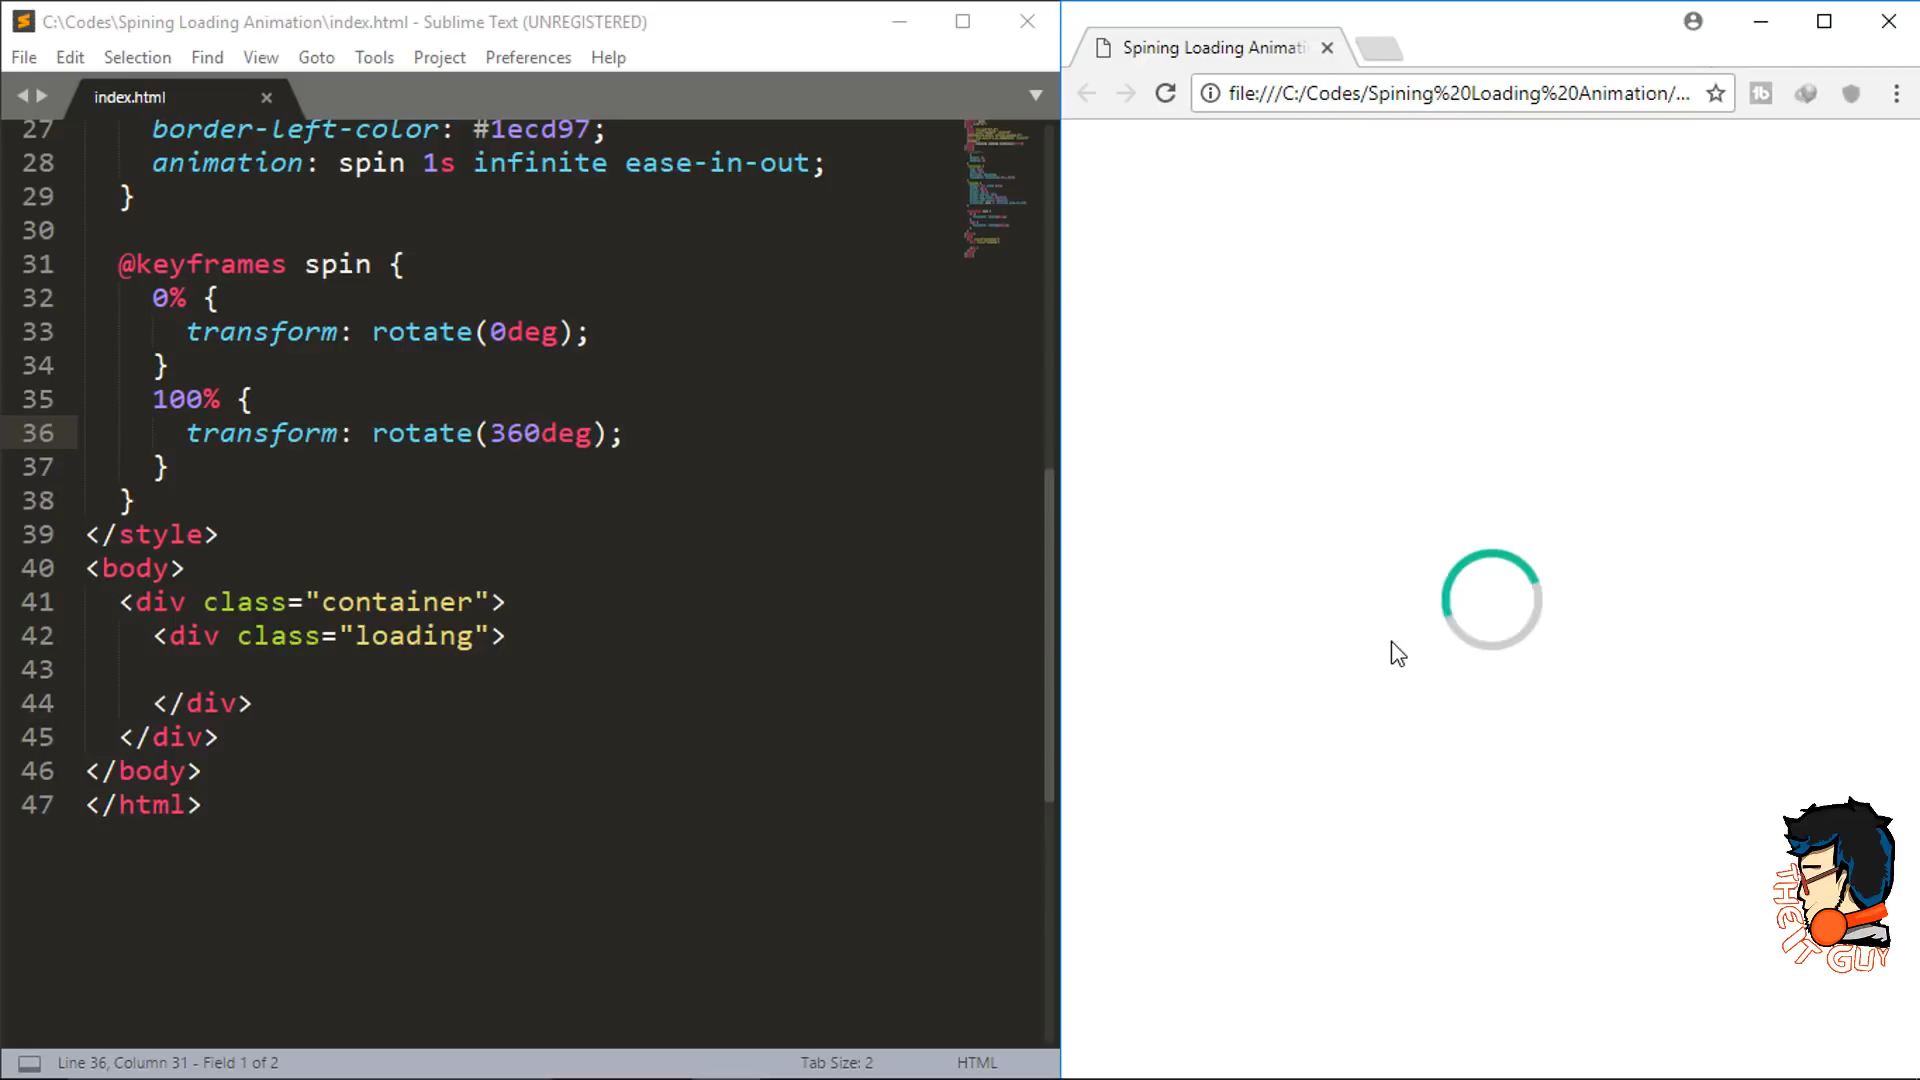 C:\Codes\Spining Loading Animation\index.html - Sublime Text (UNREGISTERED)
File Edit Selection Find View Goto Tools Project Preferences Help
index.html
27 border-left-color: #1ecd97;
28 animation: spin 1s infinite ease-in-out;
29 }
30
31 @keyframes spin {
32 0% {
33 transform: rotate(0deg);
34 }
35 100% {
36 transform: rotate(360deg);
37 }
38 }
39 </style>
40 <body>
41 <div class="container">
42 <div class="loading">
43
44 </div>
45 </div>
46 </body>
47 </html>
Line 36, Column 31 - Field 1 of 2 Tab Size: 2 HTML
Spining Loading Animati
file:///C:/Codes/Spining%20Loading%20Animation/...
THE IT GUY